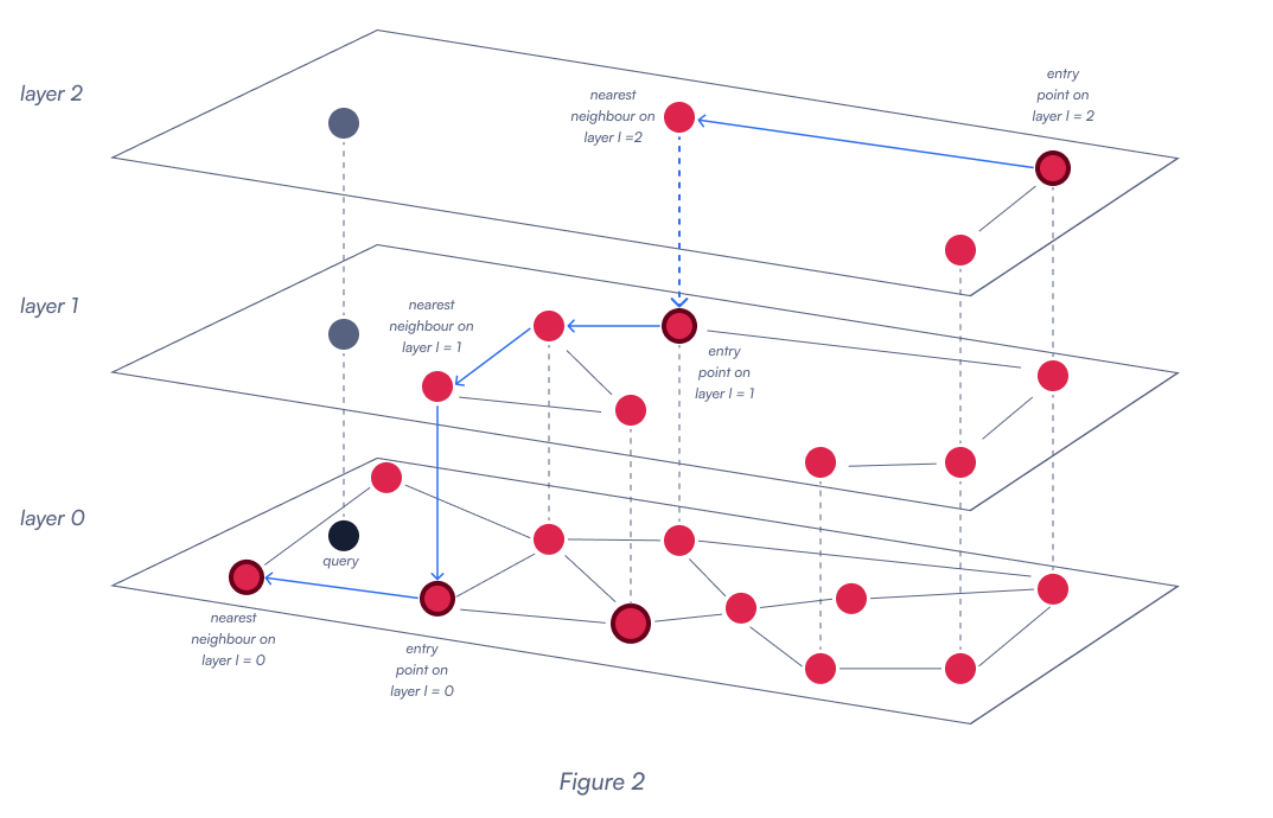 layer 2
nearest
neighbour on
layer l =2
entry
point on
layer l = 2
layer 1
nearest
neighbour on
layer l = 1
entry
point on
layer l = 1
layer 0
query
nearest
neighbour on
layer l = 0
entry
point on
layer l = 0
Figure 2